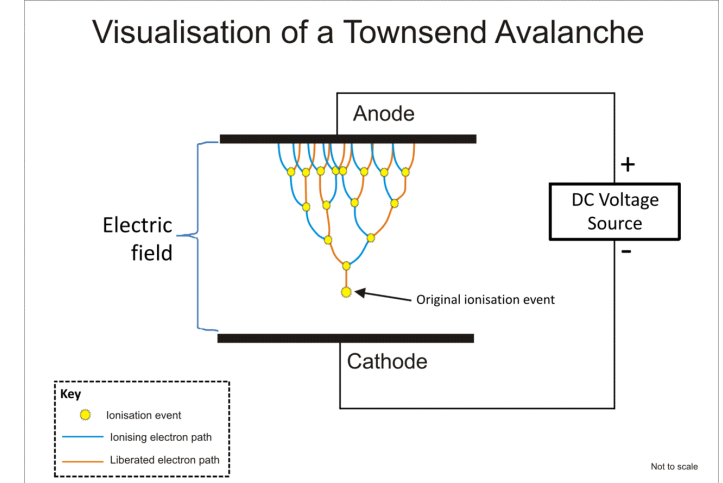 Visualisation of a Townsend Avalanche
Anode
+
DC Voltage
Source
-
Electric
field
Original ionisation event
Cathode
Key
Ionisation event
Ionising electron path
Liberated electron path
Not to scale